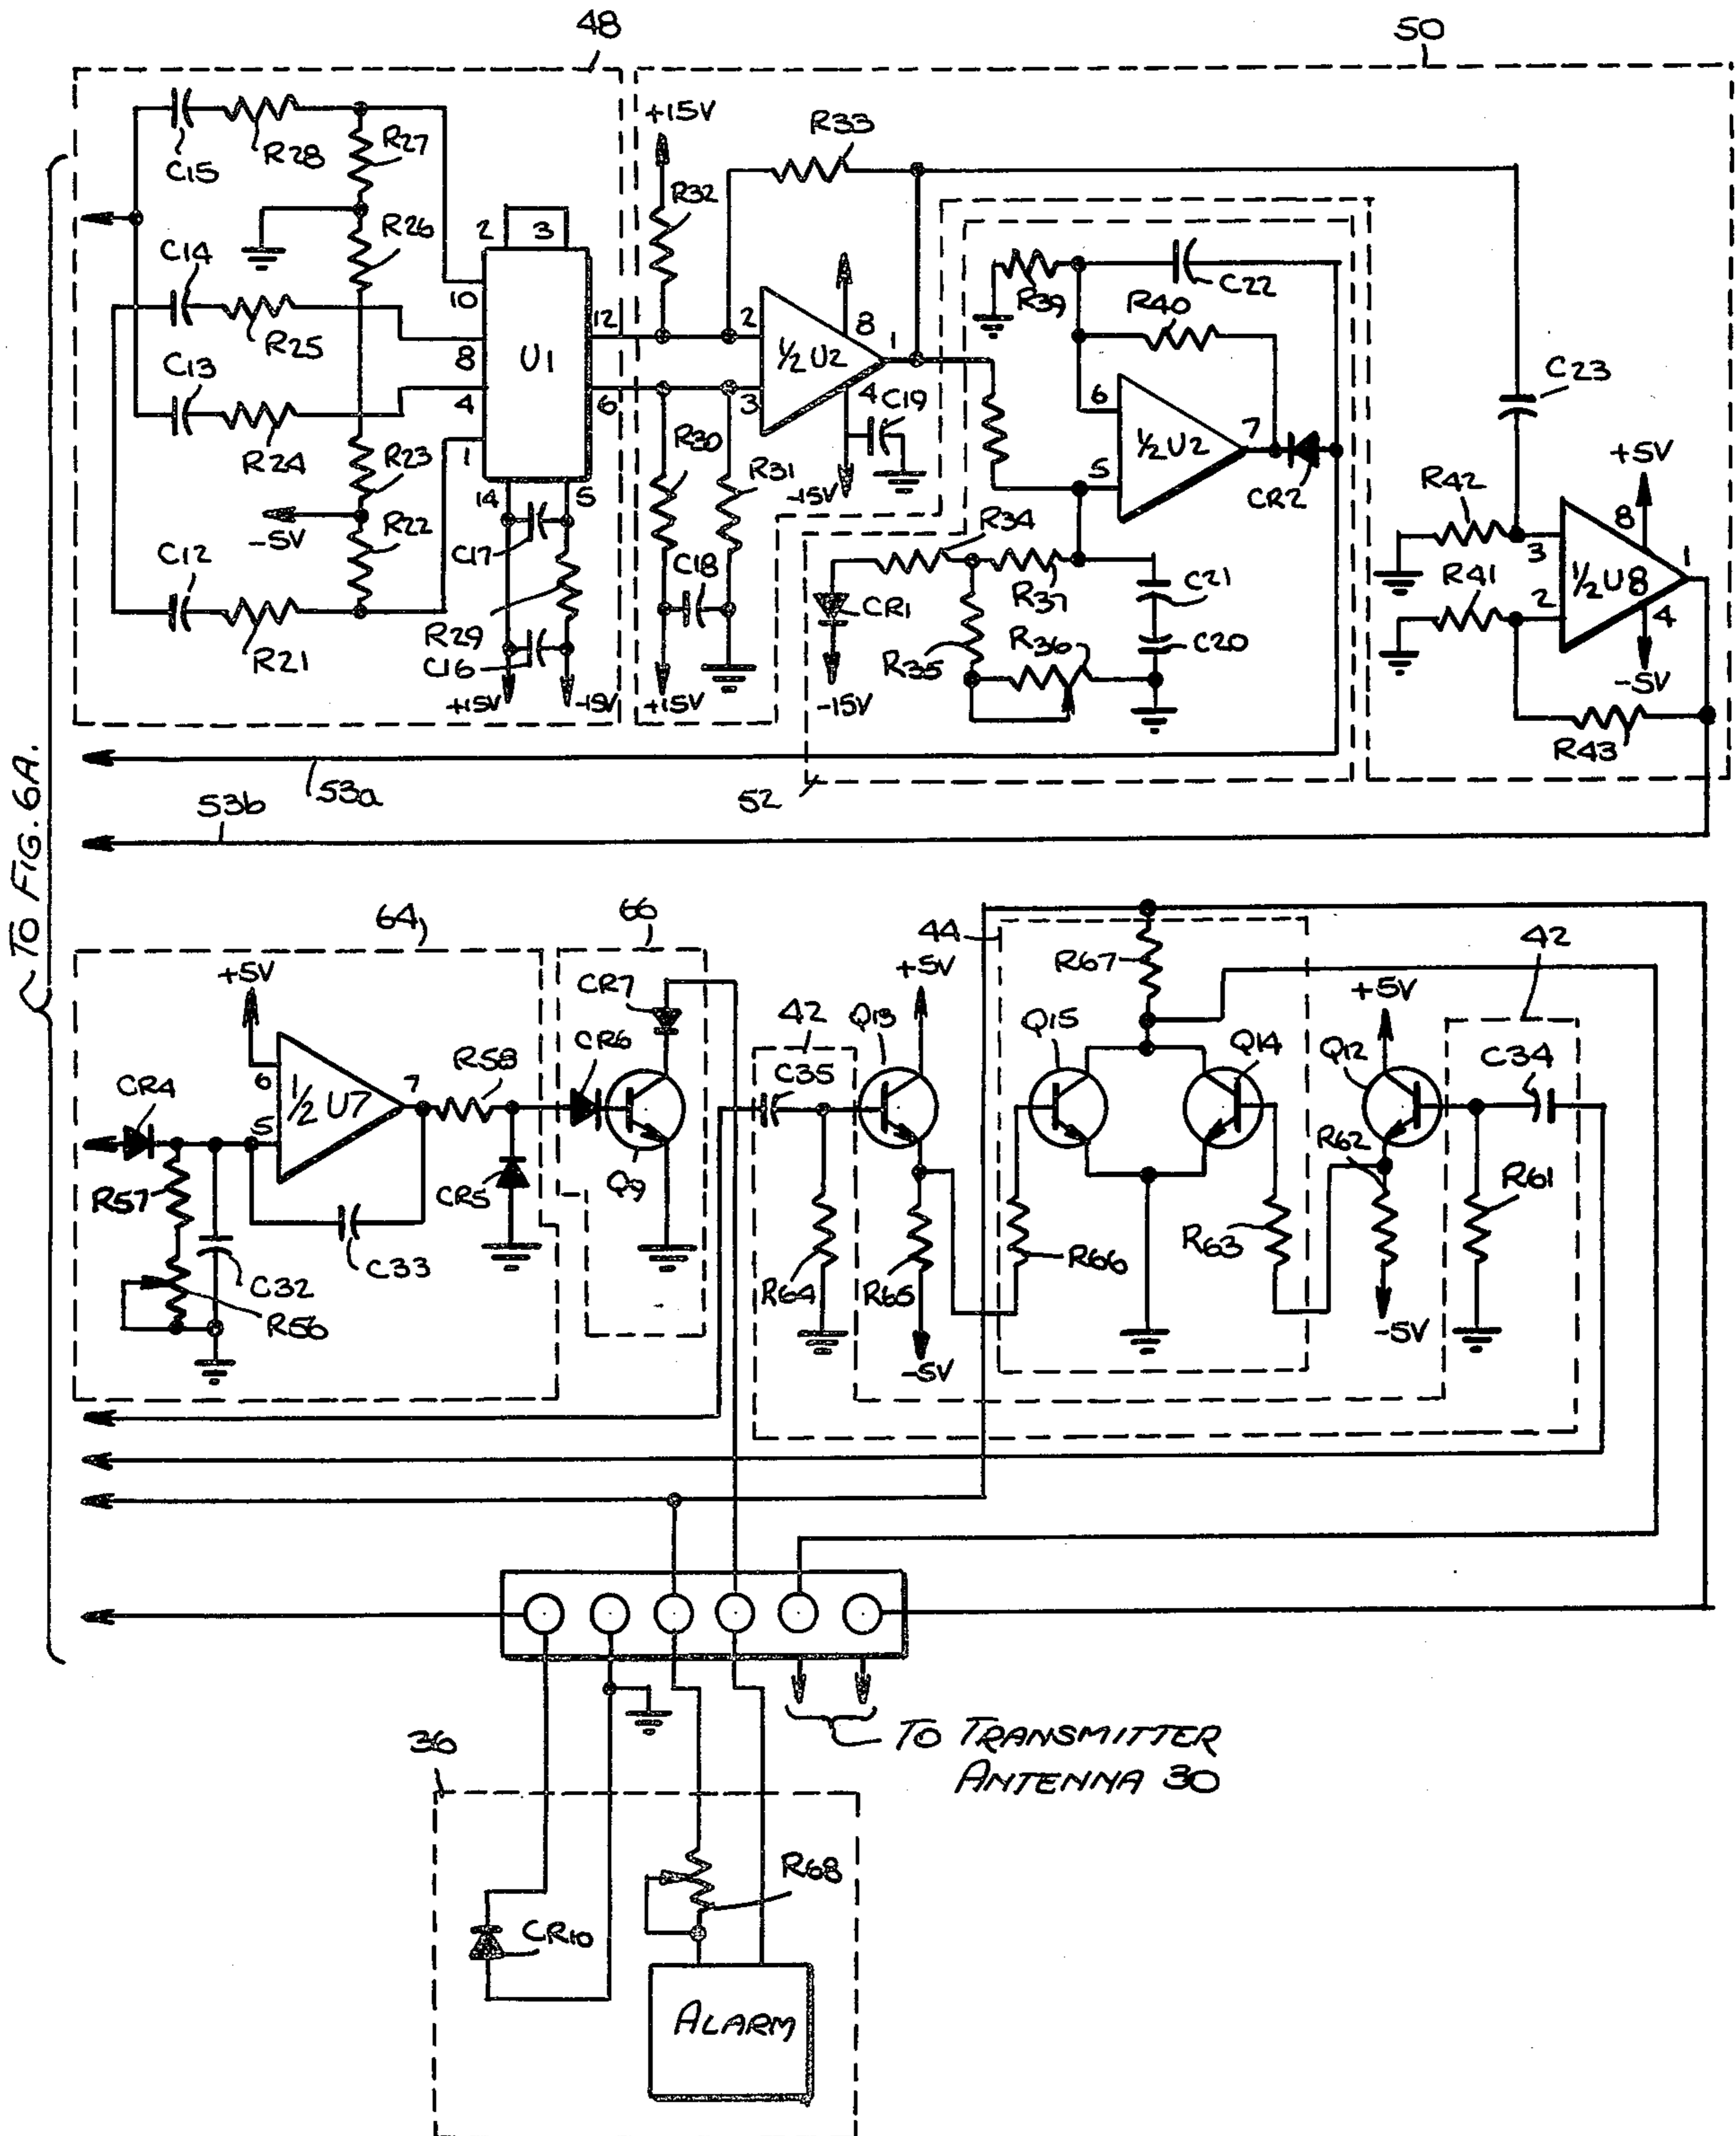 48
50
+15V
R33
C15
R28
R27
R32
R26
C14
2
3
10
12
2
8
R39
C22
R40
R25
C13
8
U1
½ U2
1
C23
4
6
3
4
C19
6
½ U2
7
R24
1
R23
R30
R31
-15V
5
CR2
+5V
R42
8
14
5
R34
-5V
R22
C17
C18
R37
C21
3
½ U8
1
C12
CR1
R41
2
4
R29
R35
R36
C20
R21
C16
+15V
-15V
+15V
-15V
-5V
R43
53a
52
53b
TO FIG. 6A.
64
66
44
42
+5V
CR7
+5V
R67
+5V
42
Q13
Q15
Q14
Q12
C34
CR4
6
½ U7
7
R58
CR6
C35
5
R62
R57
CR5
Q9
R61
C33
R66
R63
C32
R64
R65
R56
-5V
-5V
TO TRANSMITTER
ANTENNA 30
36
R68
CR10
ALARM